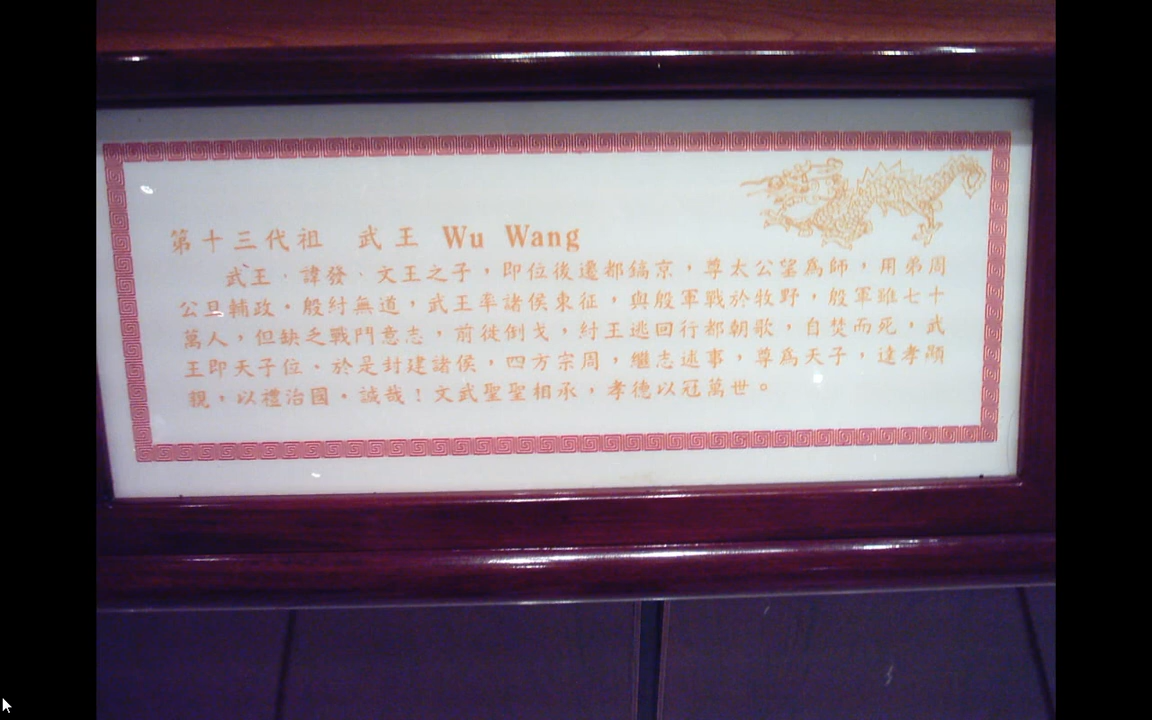 第十三代祖 武王 Wu Wang
武王．諱發．文王之子，即位後遷都鎬京，尊太公望爲師，用弟周
公旦輔政。殷紂無道，武王率諸侯東征，與殷軍戰於牧野，殷軍雖七十
萬人，但缺乏戰鬥意志，前徒倒戈，紂王逃回行都朝歌，自焚而死，武
王即天子位。於是封建諸侯，四方宗周，繼志述事，尊爲天子，達孝顯
親，以禮治國。誠哉！文武聖聖相承，孝德以冠萬世。